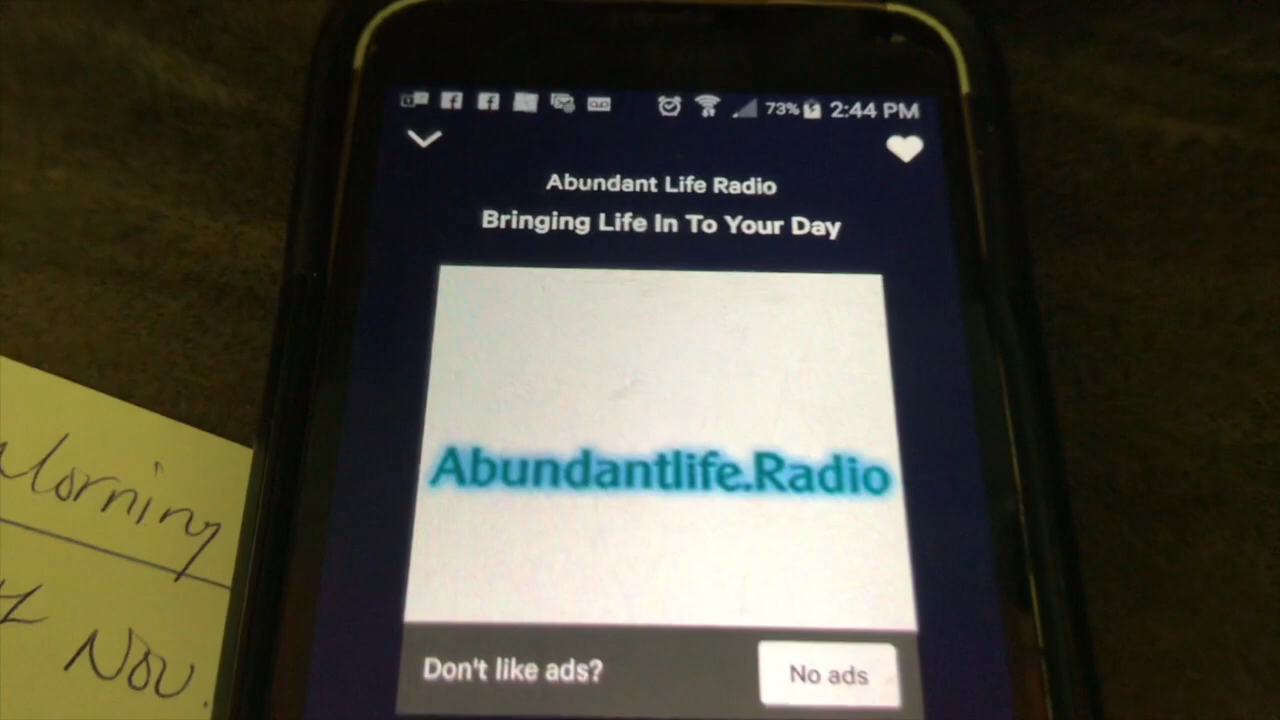 73% 2:44 PM
Abundant Life Radio
Bringing Life In To Your Day
Abundantlife.Radio
Don't like ads?
No ads
Morning
Nov.